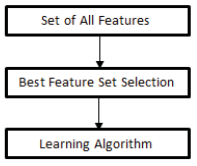 Set of All Features
Best Feature Set Selection
Learning Algorithm